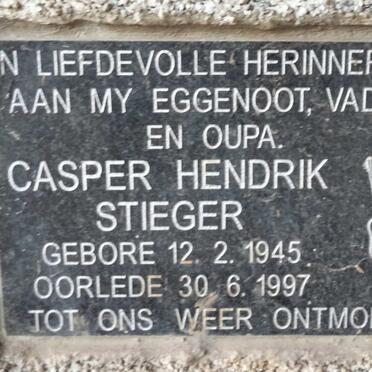 N LIEFDEVOLLE HERINNER
AAN MY EGGENOOT, VAD
EN OUPA.
CASPER HENDRIK
STIEGER
GEBORE 12. 2. 1945
OORLEDE 30. 6. 1997
TOT ONS WEER ONTMO